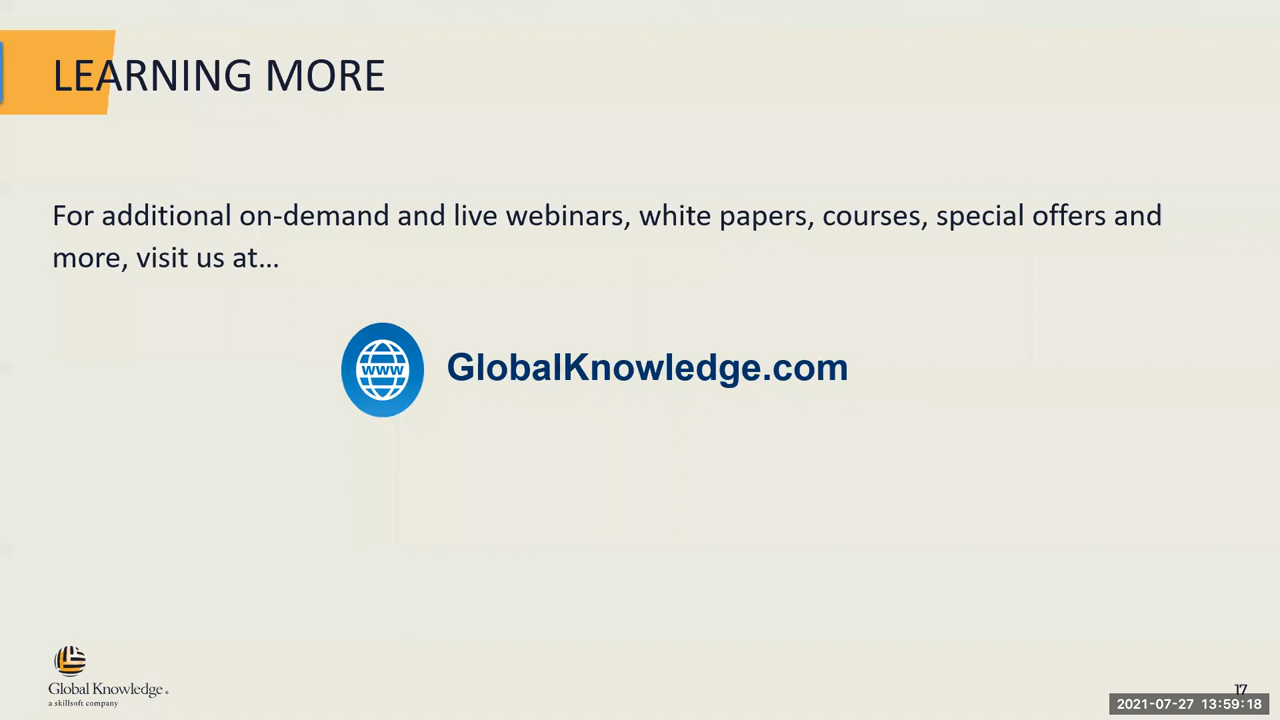 LEARNING MORE
For additional on-demand and live webinars, white papers, courses, special offers and
more, visit us at…
www
GlobalKnowledge.com
Global Knowledge®
a skillsoft company
17
2021-07-27 13:59:18